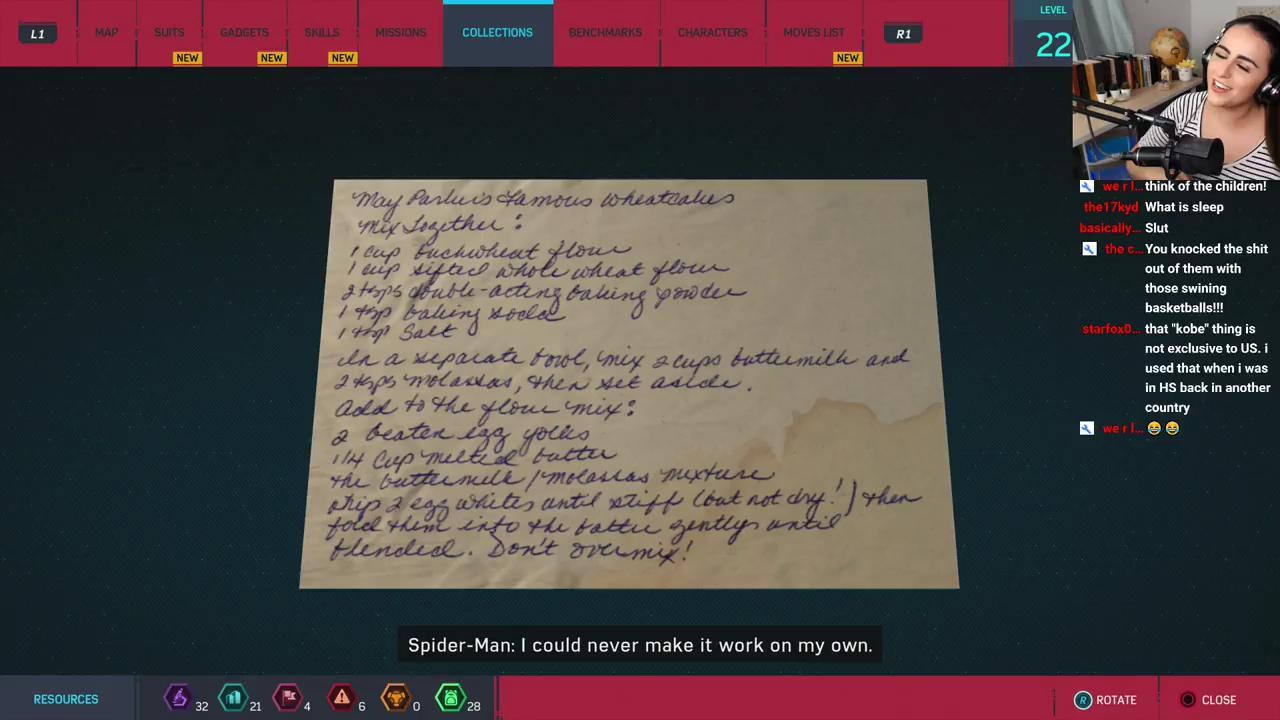 L1
MAP
SUITS
NEW
GADGETS
NEW
SKILLS
NEW
MISSIONS
COLLECTIONS
BENCHMARKS
CHARACTERS
MOVES LIST
NEW
R1
LEVEL
22
May Parker's Famous Wheatcakes
Mix Together:
1 cup buckwheat flour
1 cup sifted whole wheat flour
2 tsps double-acting baking powder
1 tsp baking soda
1 tsp Salt
In a separate bowl, mix 2 cups buttermilk and
2 tsps molassas, then set aside.
Add to the flour mix:
2 beaten egg yolks
1/4 cup melted butter
the buttermilk/molassas mixture
whip 2 egg whites until stiff (but not dry!) then
fold them into the batter gently until
blended. Don't overmix!
Spider-Man: I could never make it work on my own.
we r l... think of the children!
the17kyd What is sleep
basically... Slut
the c... You knocked the shit
out of them with
those swining
basketballs!!!
starfox0... that "kobe" thing is
not exclusive to US. i
used that when i was
in HS back in another
country
we r l... 😂 😂
RESOURCES
32
21
4
6
0
28
R ROTATE
CLOSE